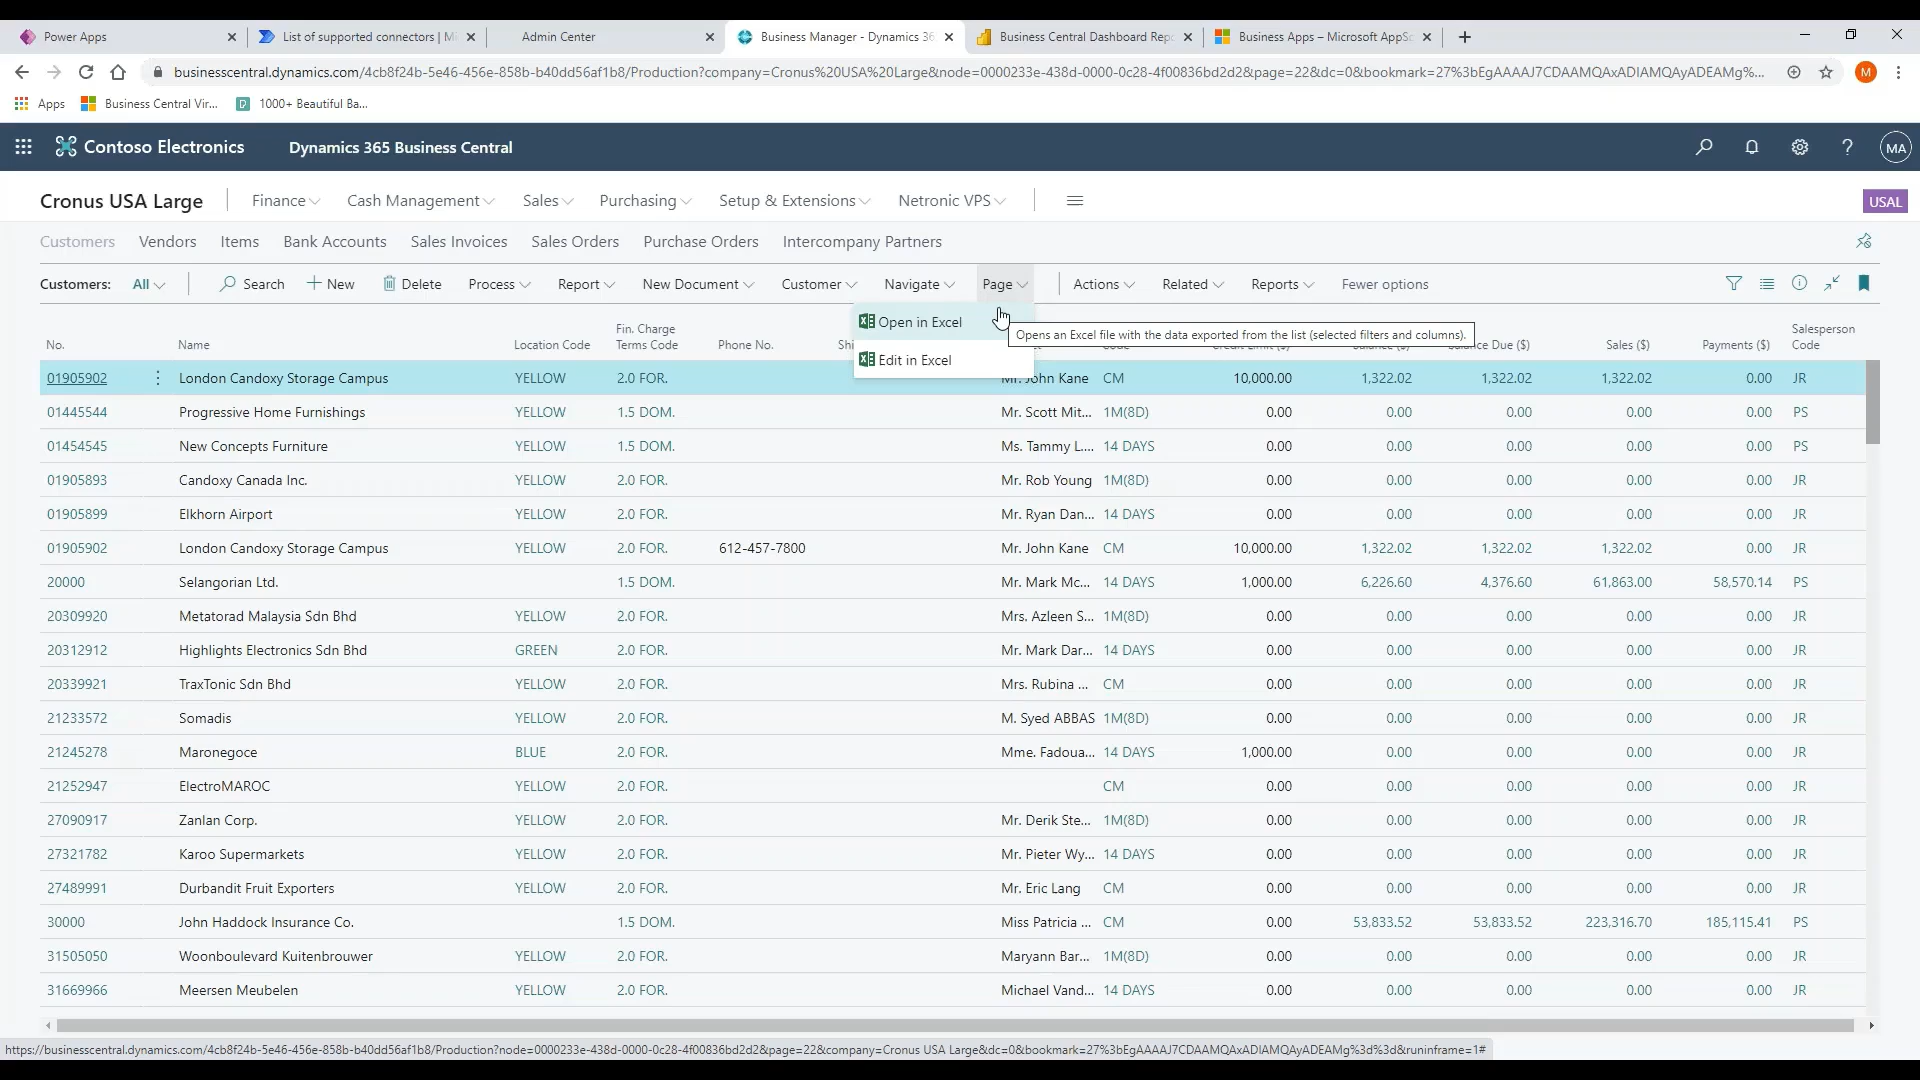 Power Apps
List of supported connectors | Mi
Admin Center
Business Manager - Dynamics 36
Business Central Dashboard Repo
Business Apps – Microsoft AppSo
businesscentral.dynamics.com/4cb8f24b-5e46-456e-858b-b40dd56af1b8/Production?company=Cronus%20USA%20Large&node=0000233e-438d-0000-0c28-4f00836bd2d2&page=22&dc=0&bookmark=27%3bEgAAAAJ7CDAAMQAxADIAMQAyADEAMg%...
M
Apps
Business Central Vir...
1000+ Beautiful Ba...
Contoso Electronics
Dynamics 365 Business Central
MA
Cronus USA Large
Finance
Cash Management
Sales
Purchasing
Setup & Extensions
Netronic VPS
USAL
Customers
Vendors
Items
Bank Accounts
Sales Invoices
Sales Orders
Purchase Orders
Intercompany Partners
Customers:
All
Search
New
Delete
Process
Report
New Document
Customer
Navigate
Page
Actions
Related
Reports
Fewer options
Open in Excel
Edit in Excel
Opens an Excel file with the data exported from the list (selected filters and columns).
No.
Name
Location Code
Fin. Charge
Terms Code
Phone No.
Sales ($)
Payments ($)
Salesperson
Code
01905902 London Candoxy Storage Campus YELLOW 2.0 FOR. Mr. John Kane CM 10,000.00 1,322.02 1,322.02 1,322.02 0.00 JR
01445544 Progressive Home Furnishings YELLOW 1.5 DOM. Mr. Scott Mit... 1M(8D) 0.00 0.00 0.00 0.00 0.00 PS
01454545 New Concepts Furniture YELLOW 1.5 DOM. Ms. Tammy L.... 14 DAYS 0.00 0.00 0.00 0.00 0.00 PS
01905893 Candoxy Canada Inc. YELLOW 2.0 FOR. Mr. Rob Young 1M(8D) 0.00 0.00 0.00 0.00 0.00 JR
01905899 Elkhorn Airport YELLOW 2.0 FOR. Mr. Ryan Dan... 14 DAYS 0.00 0.00 0.00 0.00 0.00 JR
01905902 London Candoxy Storage Campus YELLOW 2.0 FOR. 612-457-7800 Mr. John Kane CM 10,000.00 1,322.02 1,322.02 1,322.02 0.00 JR
20000 Selangorian Ltd. 1.5 DOM. Mr. Mark Mc... 14 DAYS 1,000.00 6,226.60 4,376.60 61,863.00 58,570.14 PS
20309920 Metatorad Malaysia Sdn Bhd YELLOW 2.0 FOR. Mrs. Azleen S... 1M(8D) 0.00 0.00 0.00 0.00 0.00 JR
20312912 Highlights Electronics Sdn Bhd GREEN 2.0 FOR. Mr. Mark Dar... 14 DAYS 0.00 0.00 0.00 0.00 0.00 JR
20339921 TraxTonic Sdn Bhd YELLOW 2.0 FOR. Mrs. Rubina ... CM 0.00 0.00 0.00 0.00 0.00 JR
21233572 Somadis YELLOW 2.0 FOR. M. Syed ABBAS 1M(8D) 0.00 0.00 0.00 0.00 0.00 JR
21245278 Maronegoce BLUE 2.0 FOR. Mme. Fadoua... 14 DAYS 1,000.00 0.00 0.00 0.00 0.00 JR
21252947 ElectroMAROC YELLOW 2.0 FOR. CM 0.00 0.00 0.00 0.00 0.00 JR
27090917 Zanlan Corp. YELLOW 2.0 FOR. Mr. Derik Ste... 1M(8D) 0.00 0.00 0.00 0.00 0.00 JR
27321782 Karoo Supermarkets YELLOW 2.0 FOR. Mr. Pieter Wy... 14 DAYS 0.00 0.00 0.00 0.00 0.00 JR
27489991 Durbandit Fruit Exporters YELLOW 2.0 FOR. Mr. Eric Lang CM 0.00 0.00 0.00 0.00 0.00 JR
30000 John Haddock Insurance Co. 1.5 DOM. Miss Patricia ... CM 0.00 53,833.52 53,833.52 223,316.70 185,115.41 PS
31505050 Woonboulevard Kuitenbrouwer YELLOW 2.0 FOR. Maryann Bar... 1M(8D) 0.00 0.00 0.00 0.00 0.00 JR
31669966 Meersen Meubelen YELLOW 2.0 FOR. Michael Vand... 14 DAYS 0.00 0.00 0.00 0.00 0.00 JR
https://businesscentral.dynamics.com/4cb8f24b-5e46-456e-858b-b40dd56af1b8/Production?node=0000233e-438d-0000-0c28-4f00836bd2d2&page=22&company=Cronus USA Large&dc=0&bookmark=27%3bEgAAAAJ7CDAAMQAxADIAMQAyADEAMg%3d%3d&runinframe=1#